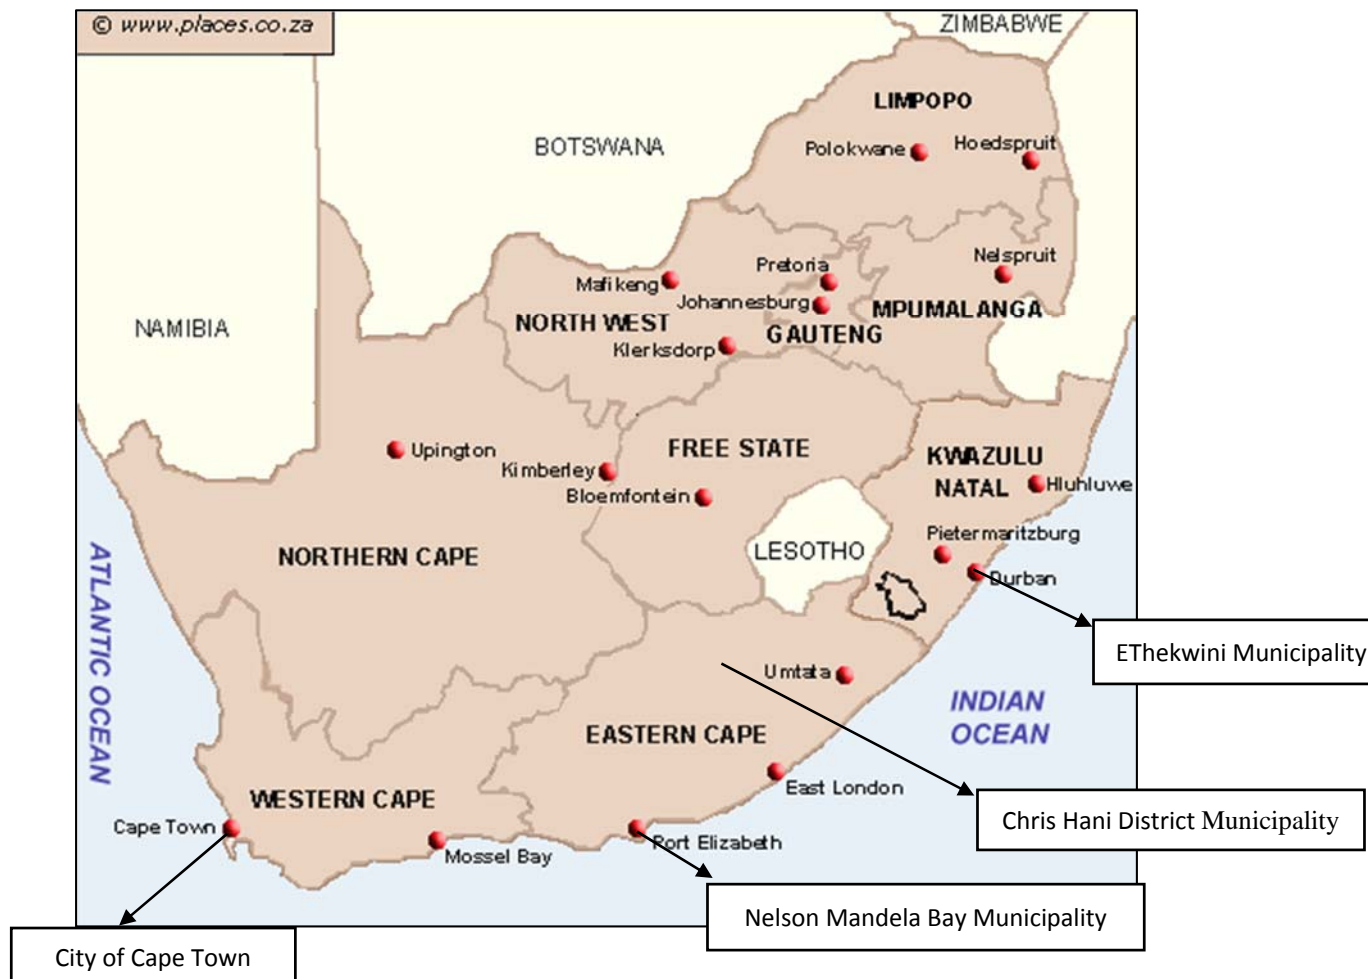 © www.places.co.za
ZIMBABWE
LIMPOPO
Polokwane
Hoedspruit
BOTSWANA
Pretoria
Nelspruit
Mafikeng
Johannesburg
MPUMALANGA
NAMIBIA
NORTH WEST
GAUTENG
Klerksdorp
Upington
FREE STATE
KWAZULU
NATAL
Kimberley
Hluhluwe
Bloemfontein
Pietermaritzburg
NORTHERN CAPE
LESOTHO
Durban
ATLANTIC OCEAN
EThekwini Municipality
Umtata
INDIAN
OCEAN
EASTERN CAPE
East London
WESTERN CAPE
Chris Hani District Municipality
Cape Town
Port Elizabeth
Mossel Bay
Nelson Mandela Bay Municipality
City of Cape Town